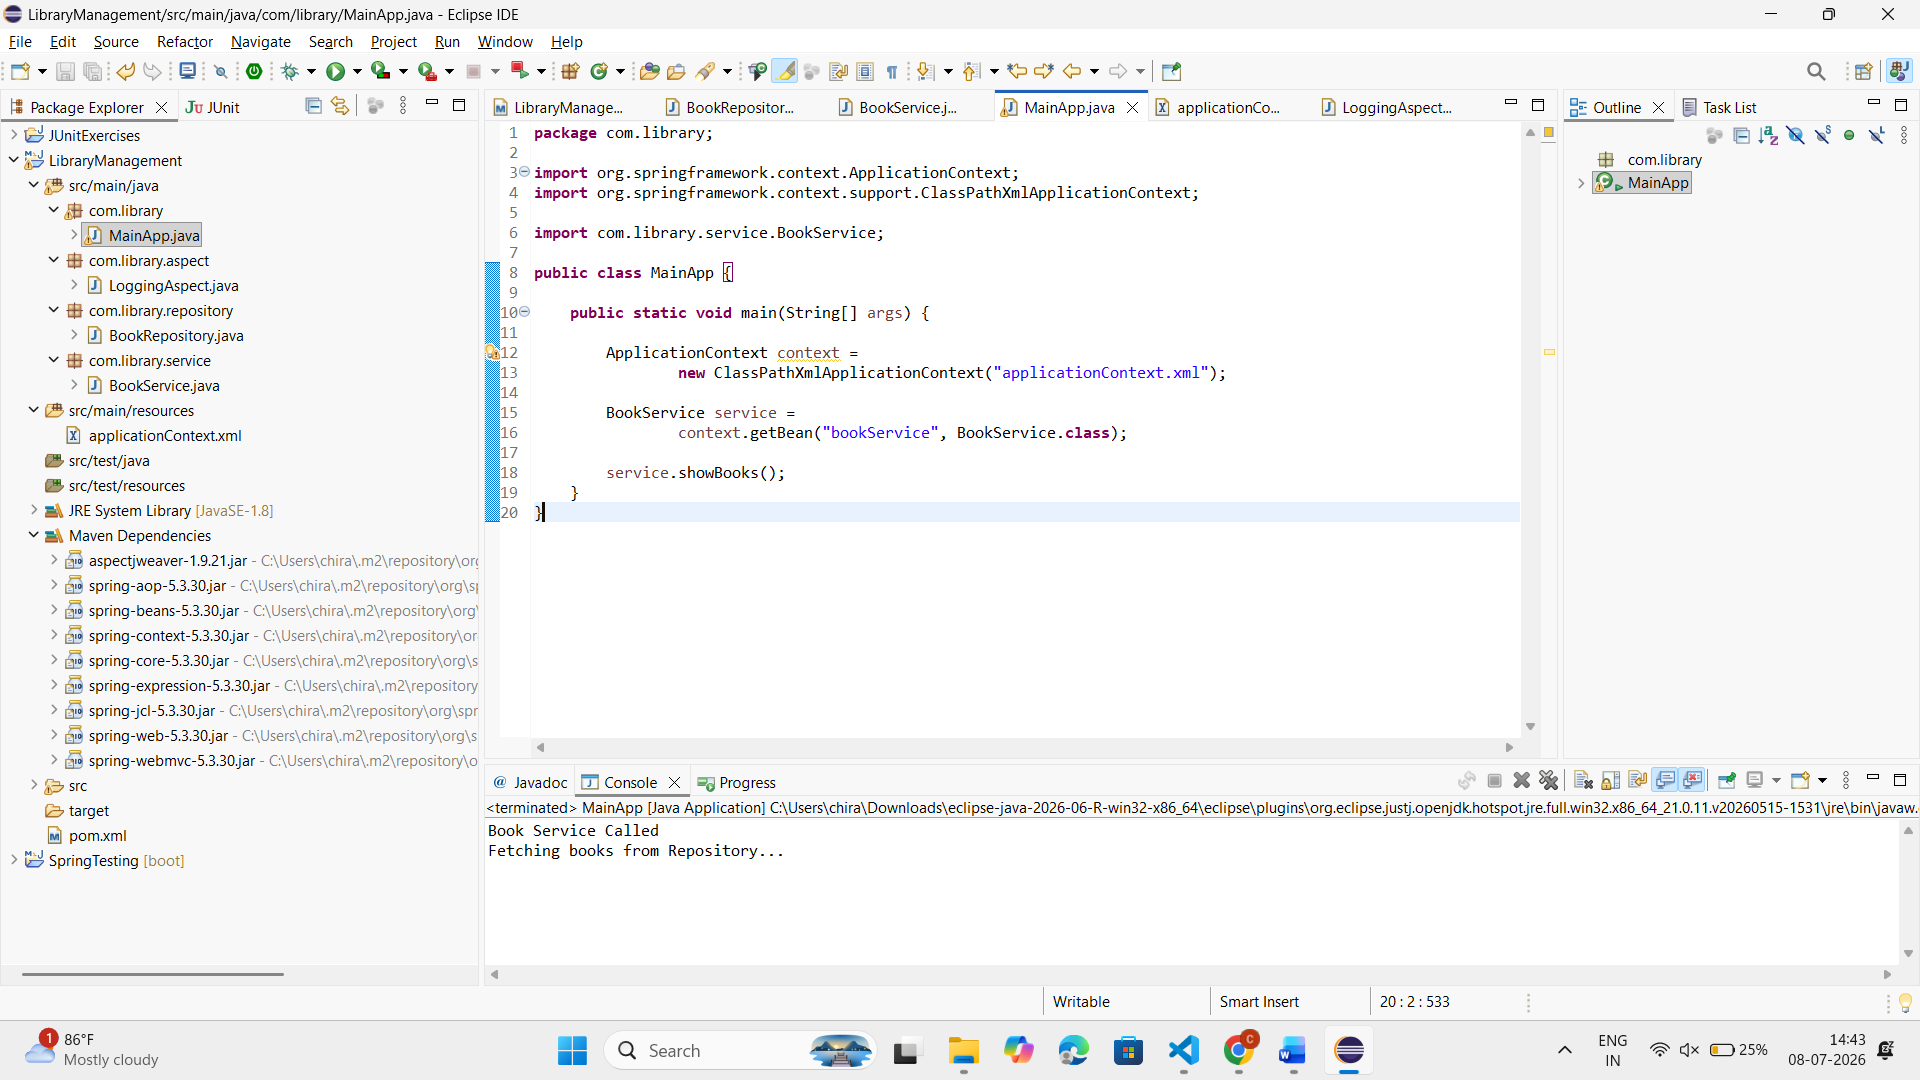 LibraryManagement/src/main/java/com/library/MainApp.java - Eclipse IDE
File Edit Source Refactor Navigate Search Project Run Window Help
Package Explorer
JUnit
JUnitExercises
LibraryManagement
src/main/java
com.library
MainApp.java
com.library.aspect
LoggingAspect.java
com.library.repository
BookRepository.java
com.library.service
BookService.java
src/main/resources
applicationContext.xml
src/test/java
src/test/resources
JRE System Library [JavaSE-1.8]
Maven Dependencies
aspectjweaver-1.9.21.jar - C:\Users\chira\.m2\repository\org
spring-aop-5.3.30.jar - C:\Users\chira\.m2\repository\org\sp
spring-beans-5.3.30.jar - C:\Users\chira\.m2\repository\org\
spring-context-5.3.30.jar - C:\Users\chira\.m2\repository\or
spring-core-5.3.30.jar - C:\Users\chira\.m2\repository\org\s
spring-expression-5.3.30.jar - C:\Users\chira\.m2\repository
spring-jcl-5.3.30.jar - C:\Users\chira\.m2\repository\org\spr
spring-web-5.3.30.jar - C:\Users\chira\.m2\repository\org\s
spring-webmvc-5.3.30.jar - C:\Users\chira\.m2\repository\o
src
target
pom.xml
SpringTesting [boot]
LibraryManage... BookRepositor... BookService.j... MainApp.java applicationCo... LoggingAspect...
1 package com.library;
2
3 import org.springframework.context.ApplicationContext;
4 import org.springframework.context.support.ClassPathXmlApplicationContext;
5
6 import com.library.service.BookService;
7
8 public class MainApp {
9
10 public static void main(String[] args) {
11
12 ApplicationContext context =
13 new ClassPathXmlApplicationContext("applicationContext.xml");
14
15 BookService service =
16 context.getBean("bookService", BookService.class);
17
18 service.showBooks();
19 }
20 }
Outline Task List
com.library
MainApp
Javadoc Console Progress
<terminated> MainApp [Java Application] C:\Users\chira\Downloads\eclipse-java-2026-06-R-win32-x86_64\eclipse\plugins\org.eclipse.justj.openjdk.hotspot.jre.full.win32.x86_64_21.0.11.v20260515-1531\jre\bin\javaw.
Book Service Called
Fetching books from Repository...
Writable Smart Insert 20 : 2 : 533
1
86°F
Mostly cloudy
Search
ENG
IN
25%
14:43
08-07-2026